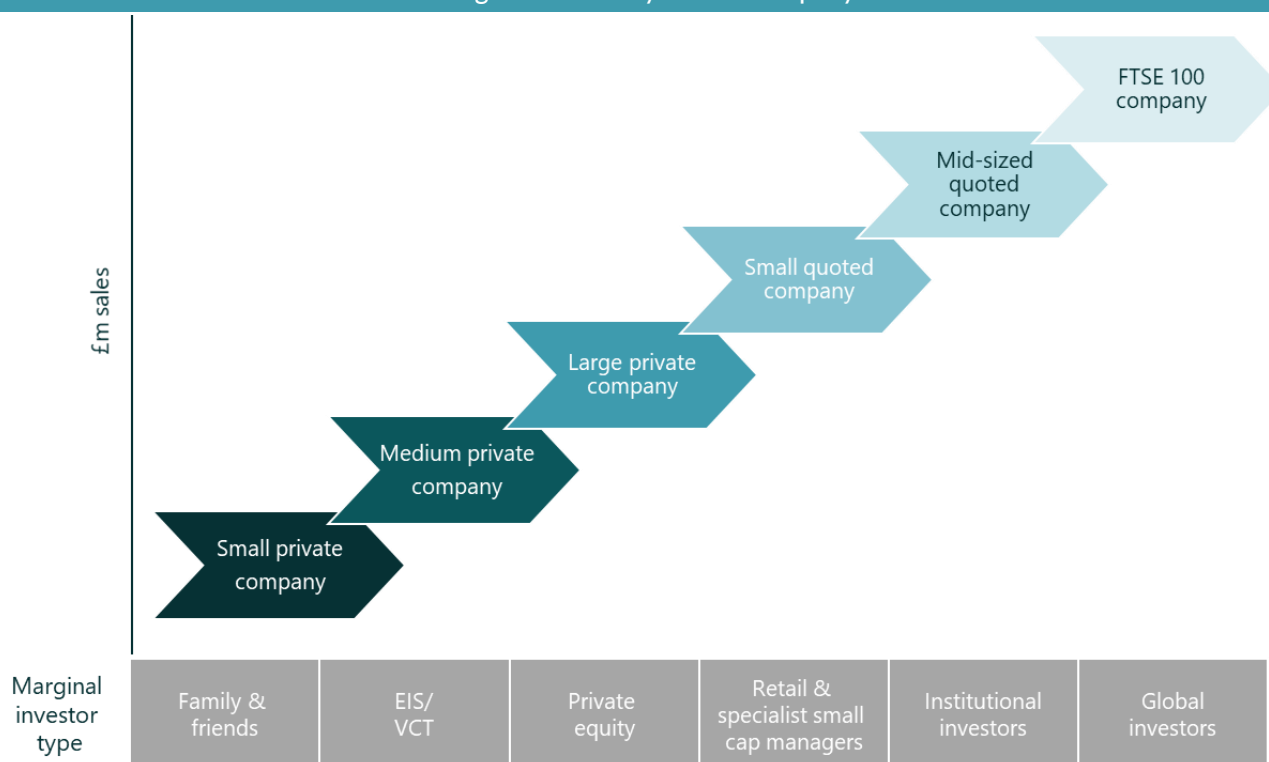 £m sales
FTSE 100
company
Mid-sized
quoted
company
Small quoted
company
Large private
company
Medium private
company
Small private
company
Marginal
investor
type
Family &
friends
EIS/
VCT
Private
equity
Retail &
specialist small
cap managers
Institutional
investors
Global
investors